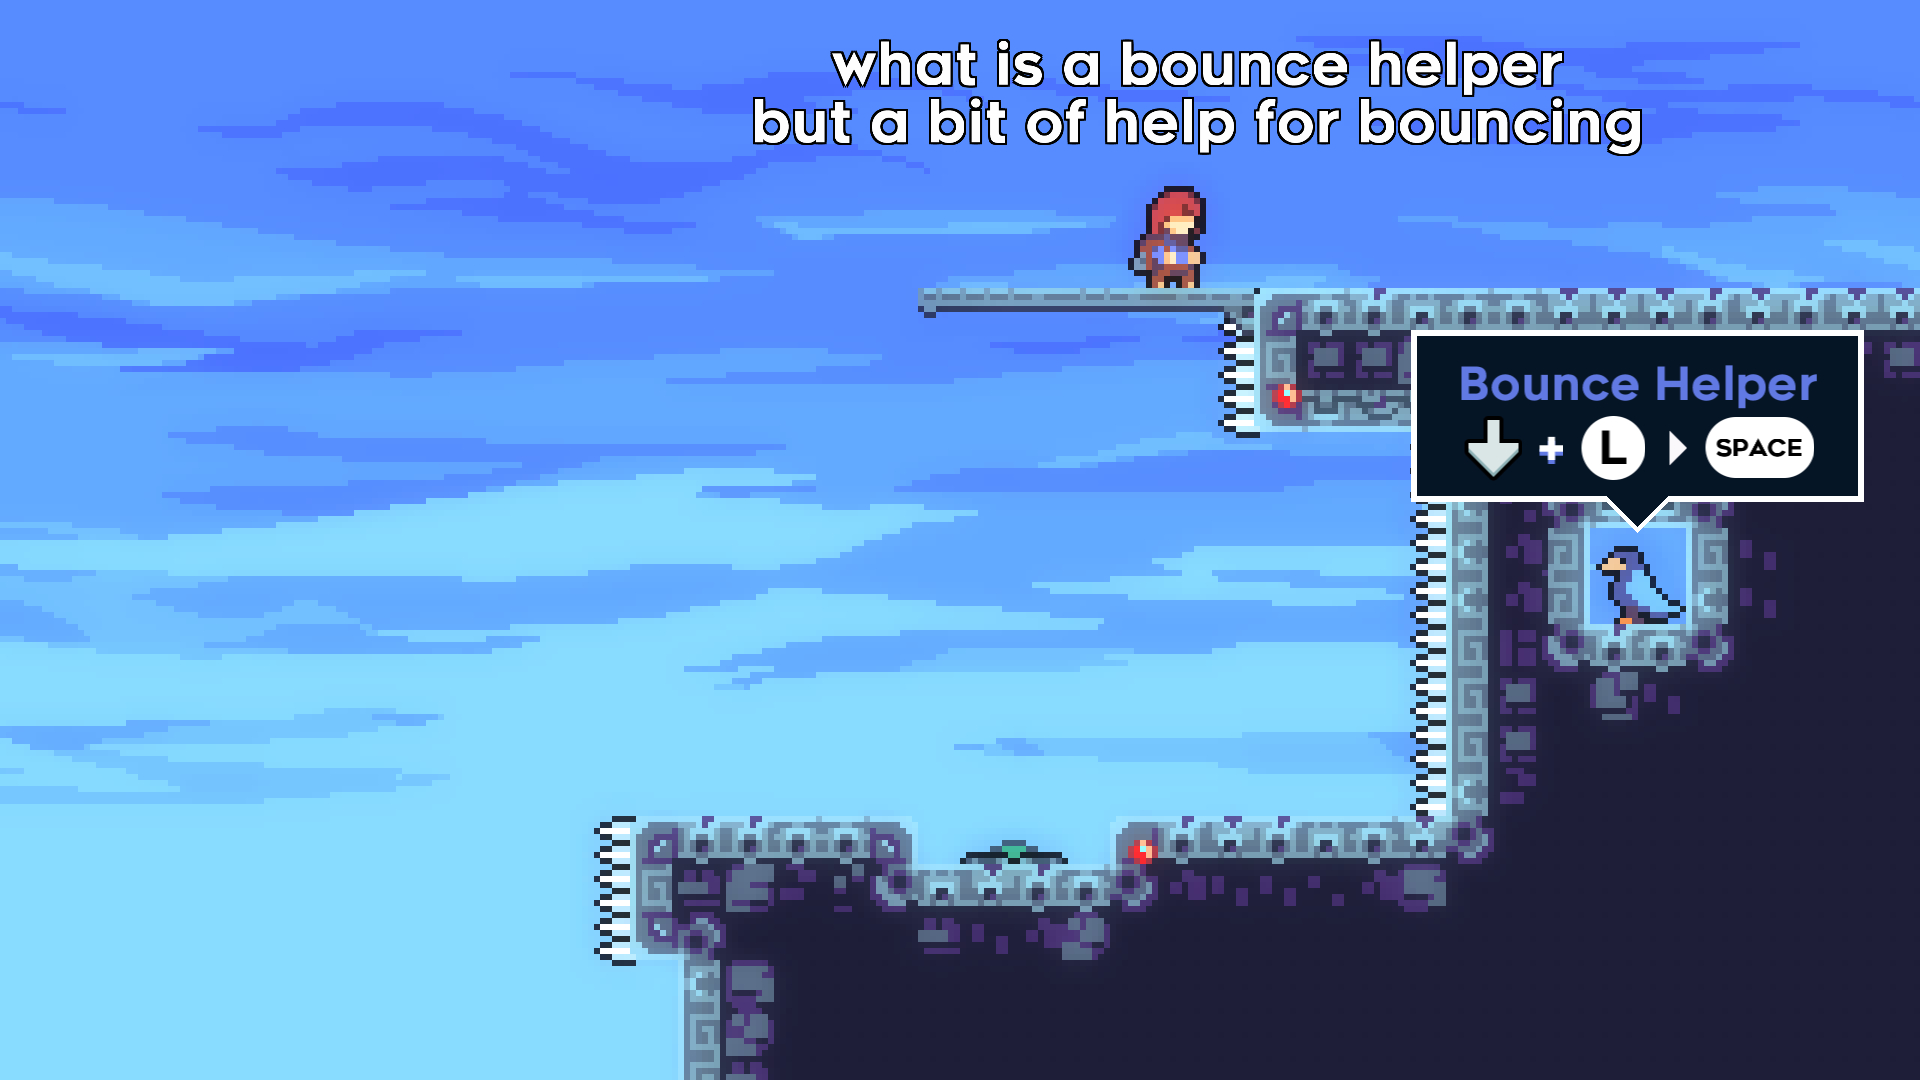 what is a bounce helper
but a bit of help for bouncing
Bounce Helper
+ L SPACE